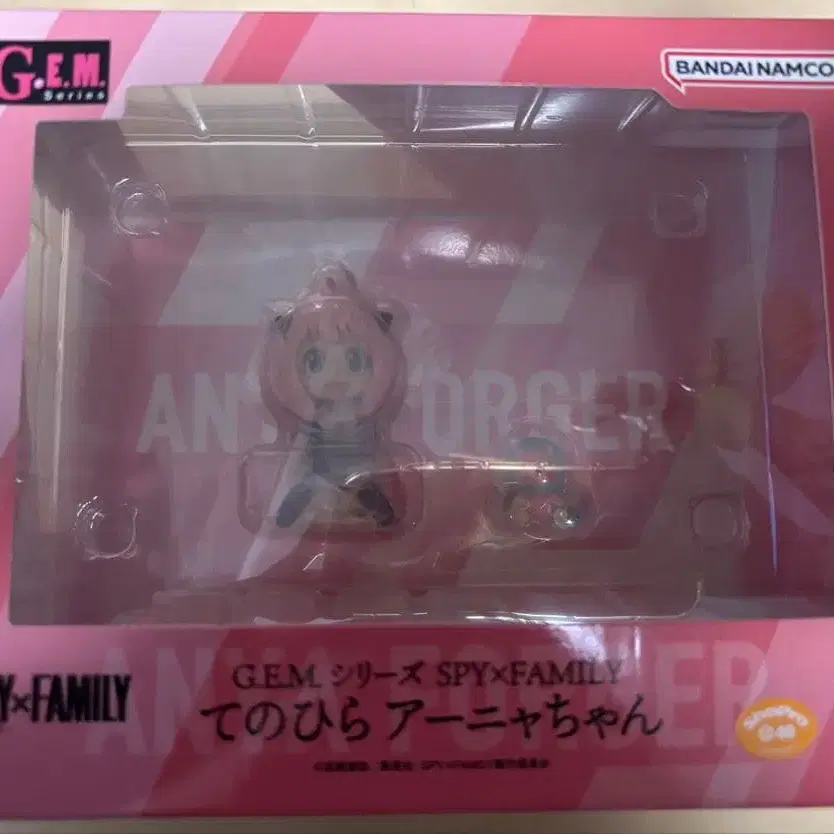 G.E.M.
Series
BANDAI NAMCO
ANYA FORGER
G.E.M. シリーズ SPY×FAMILY
Y×FAMILY
てのひら アーニャちゃん
ANYA FORGER